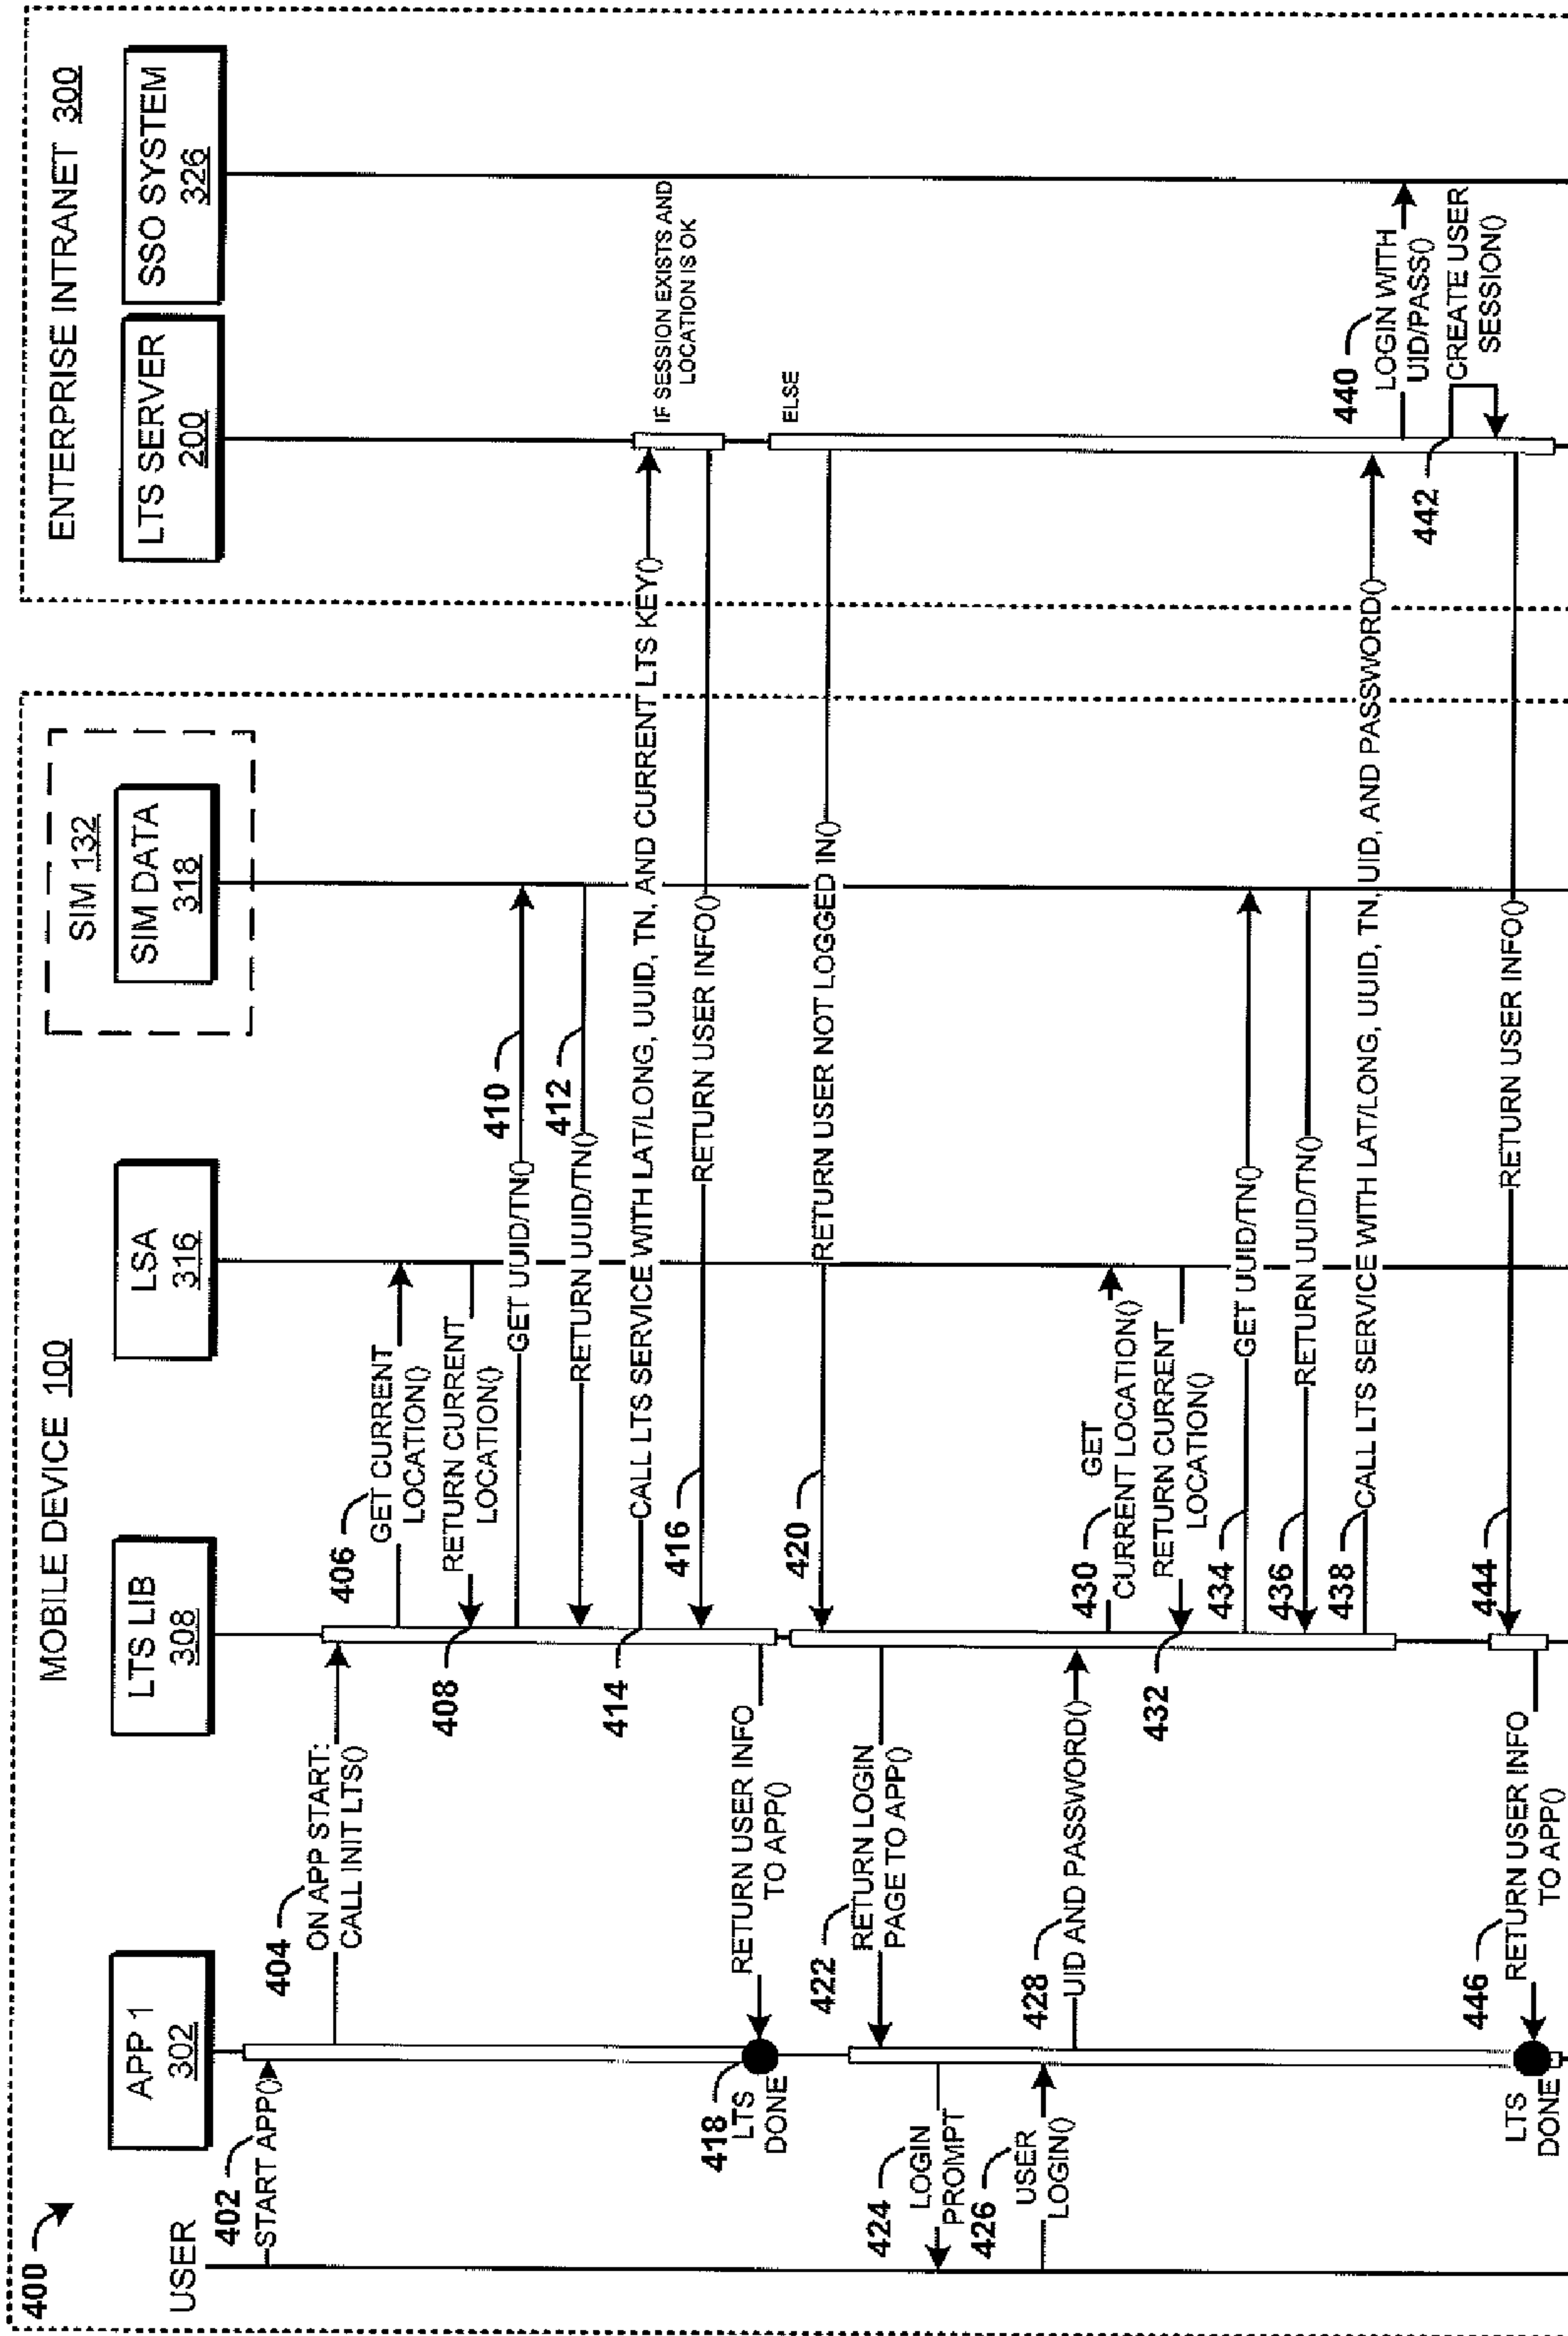 400
MOBILE DEVICE 100
ENTERPRISE INTRANET 300
SIM 132
USER
APP 1
302
LTS LIB
308
LSA
316
SIM DATA
318
LTS SERVER
200
SSO SYSTEM
326
402
START APP()
404
ON APP START:
CALL INIT LTS()
406
GET CURRENT
LOCATION()
408
RETURN CURRENT
LOCATION()
410
GET UUID/TN()
412
RETURN UUID/TN()
414
CALL LTS SERVICE WITH LAT/LONG, UUID, TN, AND CURRENT LTS KEY()
IF SESSION EXISTS AND
LOCATION IS OK
416
RETURN USER INFO()
418
LTS
DONE
RETURN USER INFO
TO APP()
ELSE
420
RETURN USER NOT LOGGED IN()
422
RETURN LOGIN
PAGE TO APP()
424
LOGIN
PROMPT
426
USER
LOGIN()
428
UID AND PASSWORD()
430
GET
CURRENT LOCATION()
432
RETURN CURRENT
LOCATION()
434
GET UUID/TN()
436
RETURN UUID/TN()
438
CALL LTS SERVICE WITH LAT/LONG, UUID, TN, UID, AND PASSWORD()
440
LOGIN WITH
UID/PASS()
442
CREATE USER
SESSION()
444
RETURN USER INFO()
446
RETURN USER INFO
TO APP()
LTS
DONE